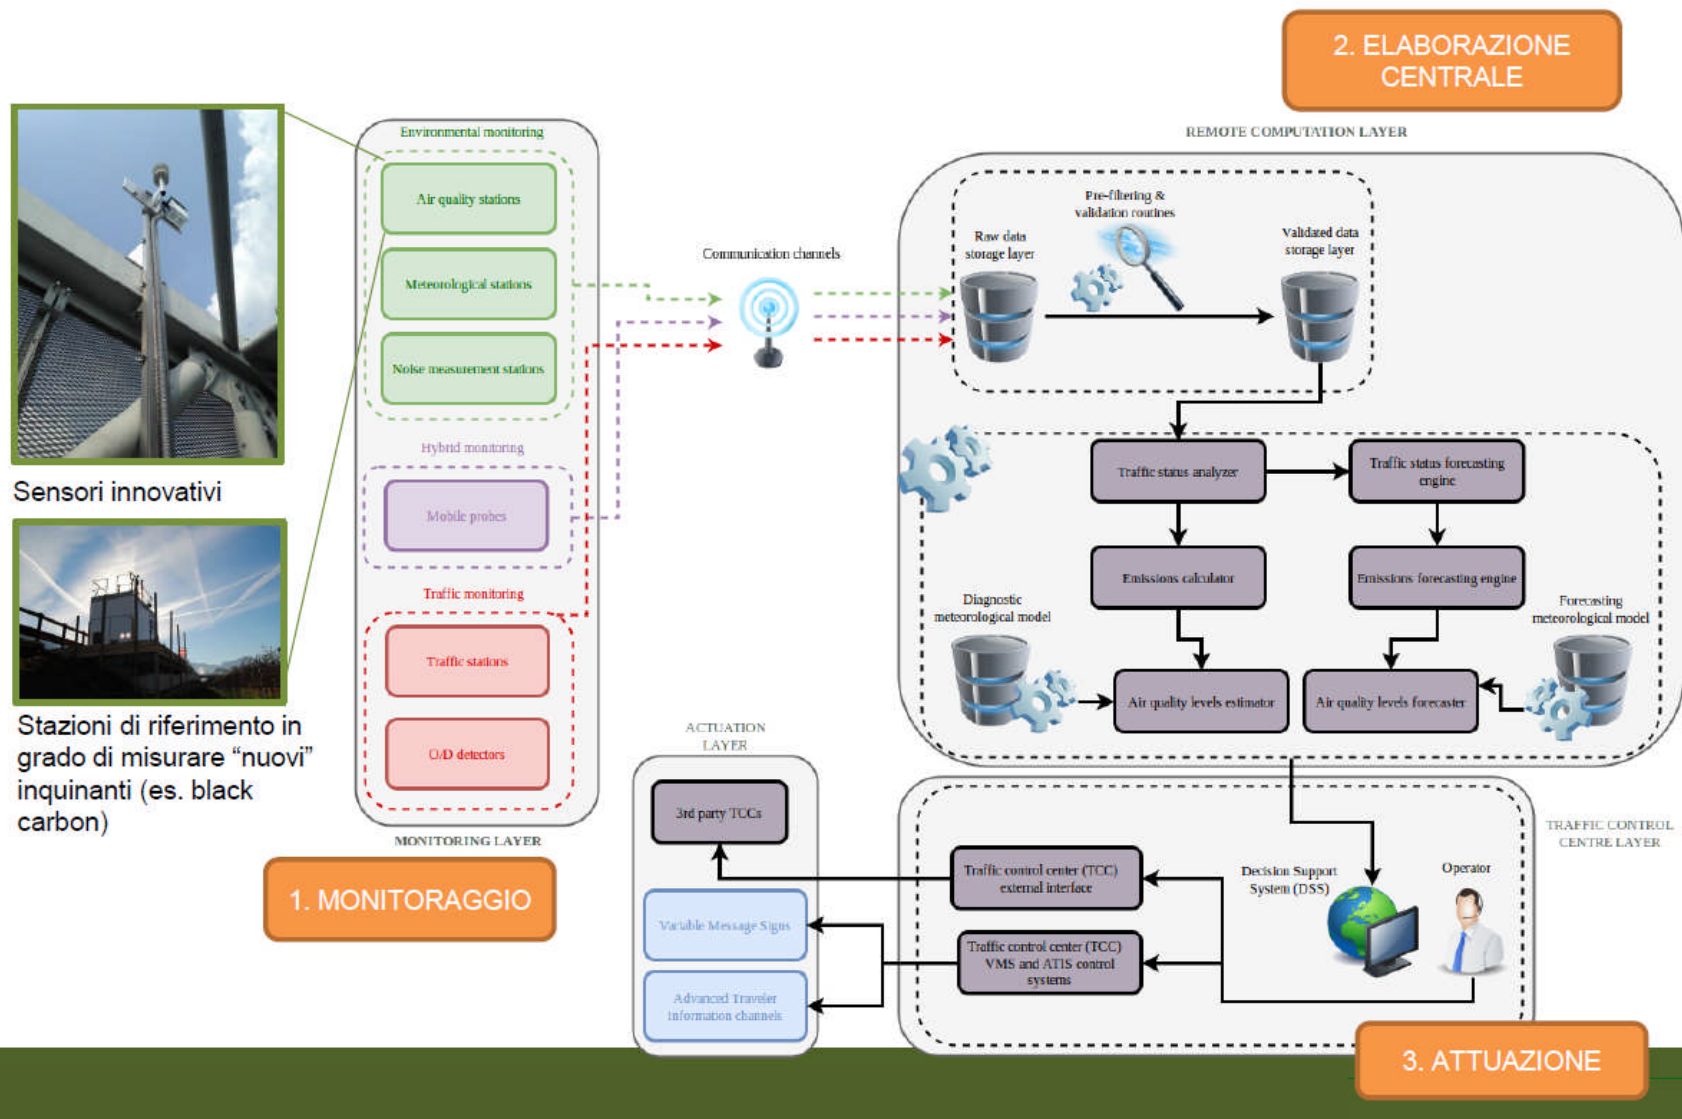 2. ELABORAZIONE
CENTRALE
REMOTE COMPUTATION LAYER
Environmental monitoring
Air quality stations
Meteorological stations
Noise measurement stations
Hybrid monitoring
Mobile probes
Traffic monitoring
Traffic stations
O/D detectors
MONITORING LAYER
1. MONITORAGGIO
Sensori innovativi
Stazioni di riferimento in
grado di misurare “nuovi”
inquinanti (es. black
carbon)
Communication channels
Raw data
storage layer
Pre-filtering &
validation routines
Validated data
storage layer
Traffic status analyzer
Traffic status forecasting
engine
Emissions calculator
Emissions forecasting engine
Diagnostic
meteorological model
Forecasting
meteorological model
Air quality levels estimator
Air quality levels forecaster
ACTUATION
LAYER
3rd party TCCs
Variable Message Signs
Advanced Traveler
information channels
Traffic control center (TCC)
external interface
Traffic control center (TCC)
VMS and ATIS control
systems
Decision Support
System (DSS)
Operator
TRAFFIC CONTROL
CENTRE LAYER
3. ATTUAZIONE